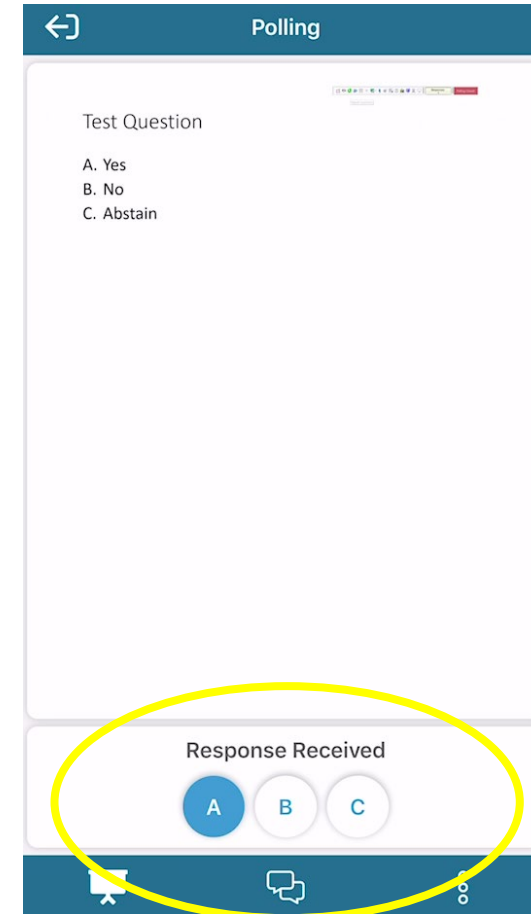 Polling
Test Question
A. Yes
B. No
C. Abstain
Response Received
A
B
C